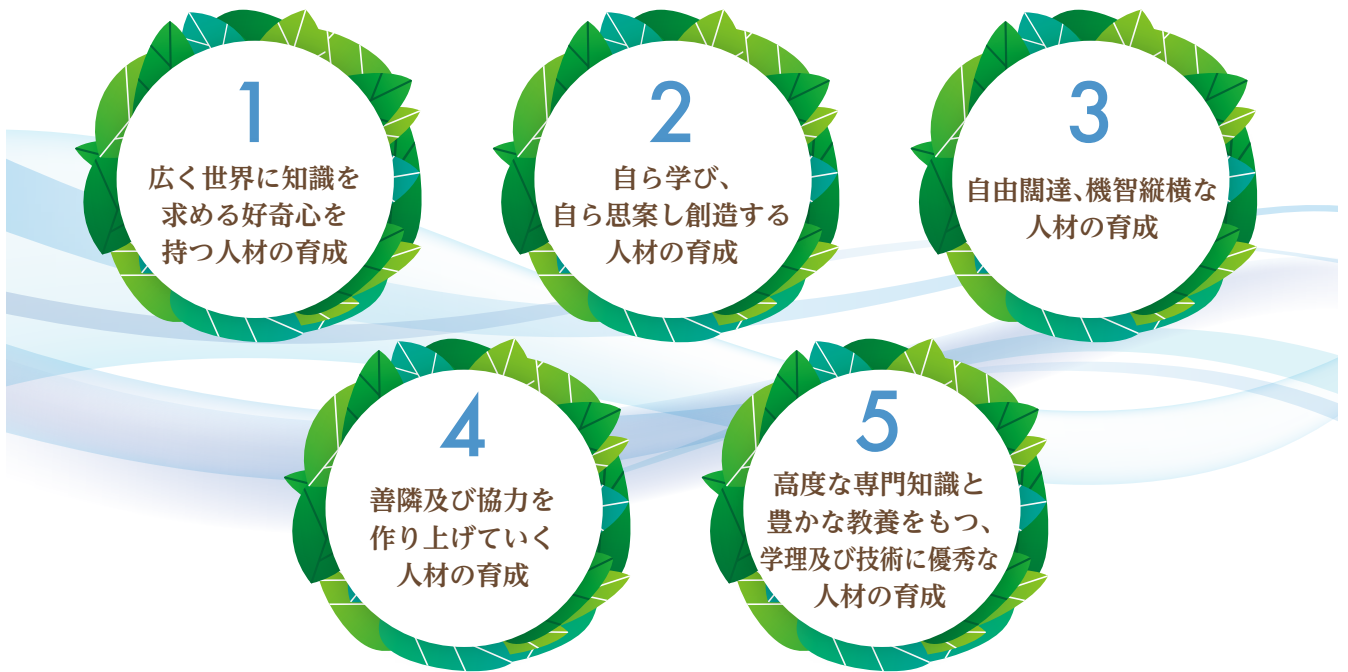 1
広く世界に知識を
求める好奇心を
持つ人材の育成
2
自ら学び、
自ら思案し創造する
人材の育成
3
自由闊達、機智縦横な
人材の育成
4
善隣及び協力を
作り上げていく
人材の育成
5
高度な専門知識と
豊かな教養をもつ、
学理及び技術に優秀な
人材の育成